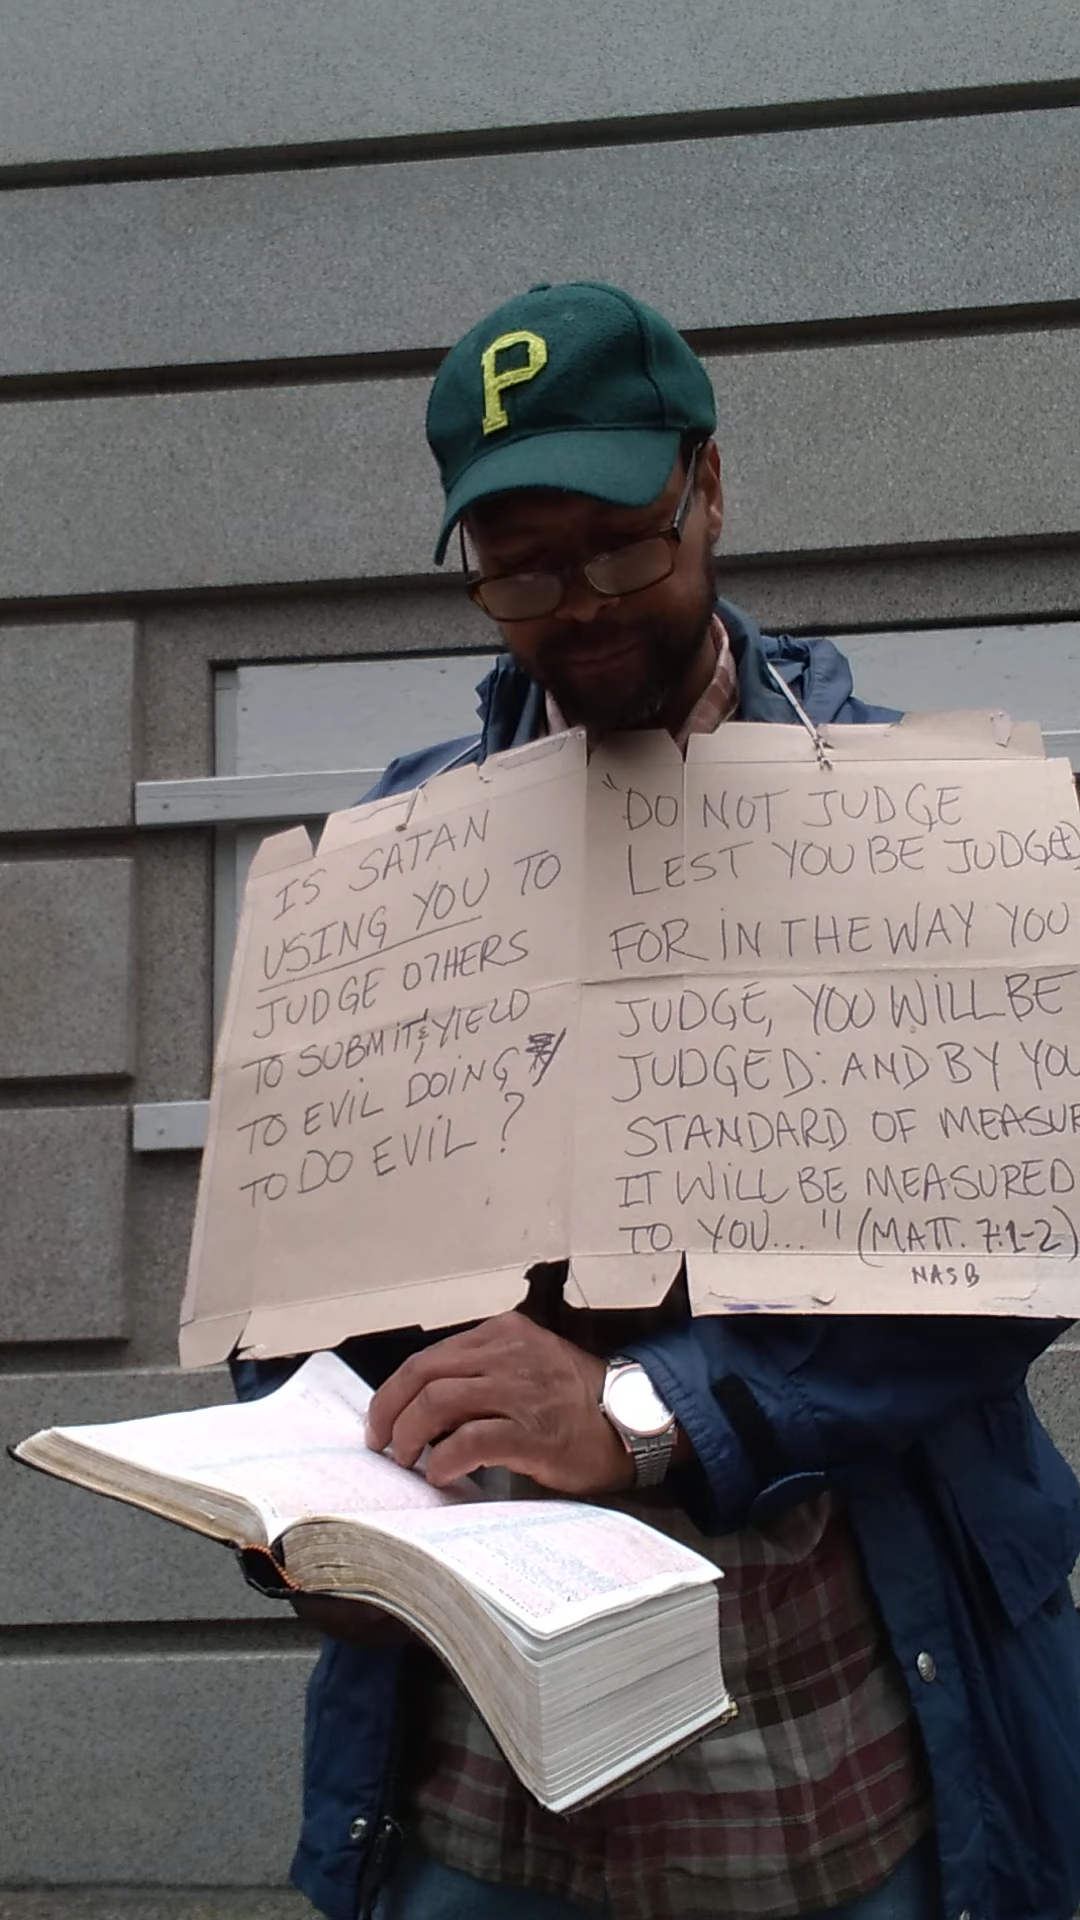 P
IS SATAN
USING YOU TO
JUDGE OTHERS
TO SUBMIT & YIELD
TO EVIL DOING
TO DO EVIL ?
"DO NOT JUDGE
LEST YOU BE JUDGED
FOR IN THE WAY YOU
JUDGE, YOU WILL BE
JUDGED: AND BY YOU
STANDARD OF MEASUR
IT WILL BE MEASURED
TO YOU... " (MATT. 7:1-2)
NASB